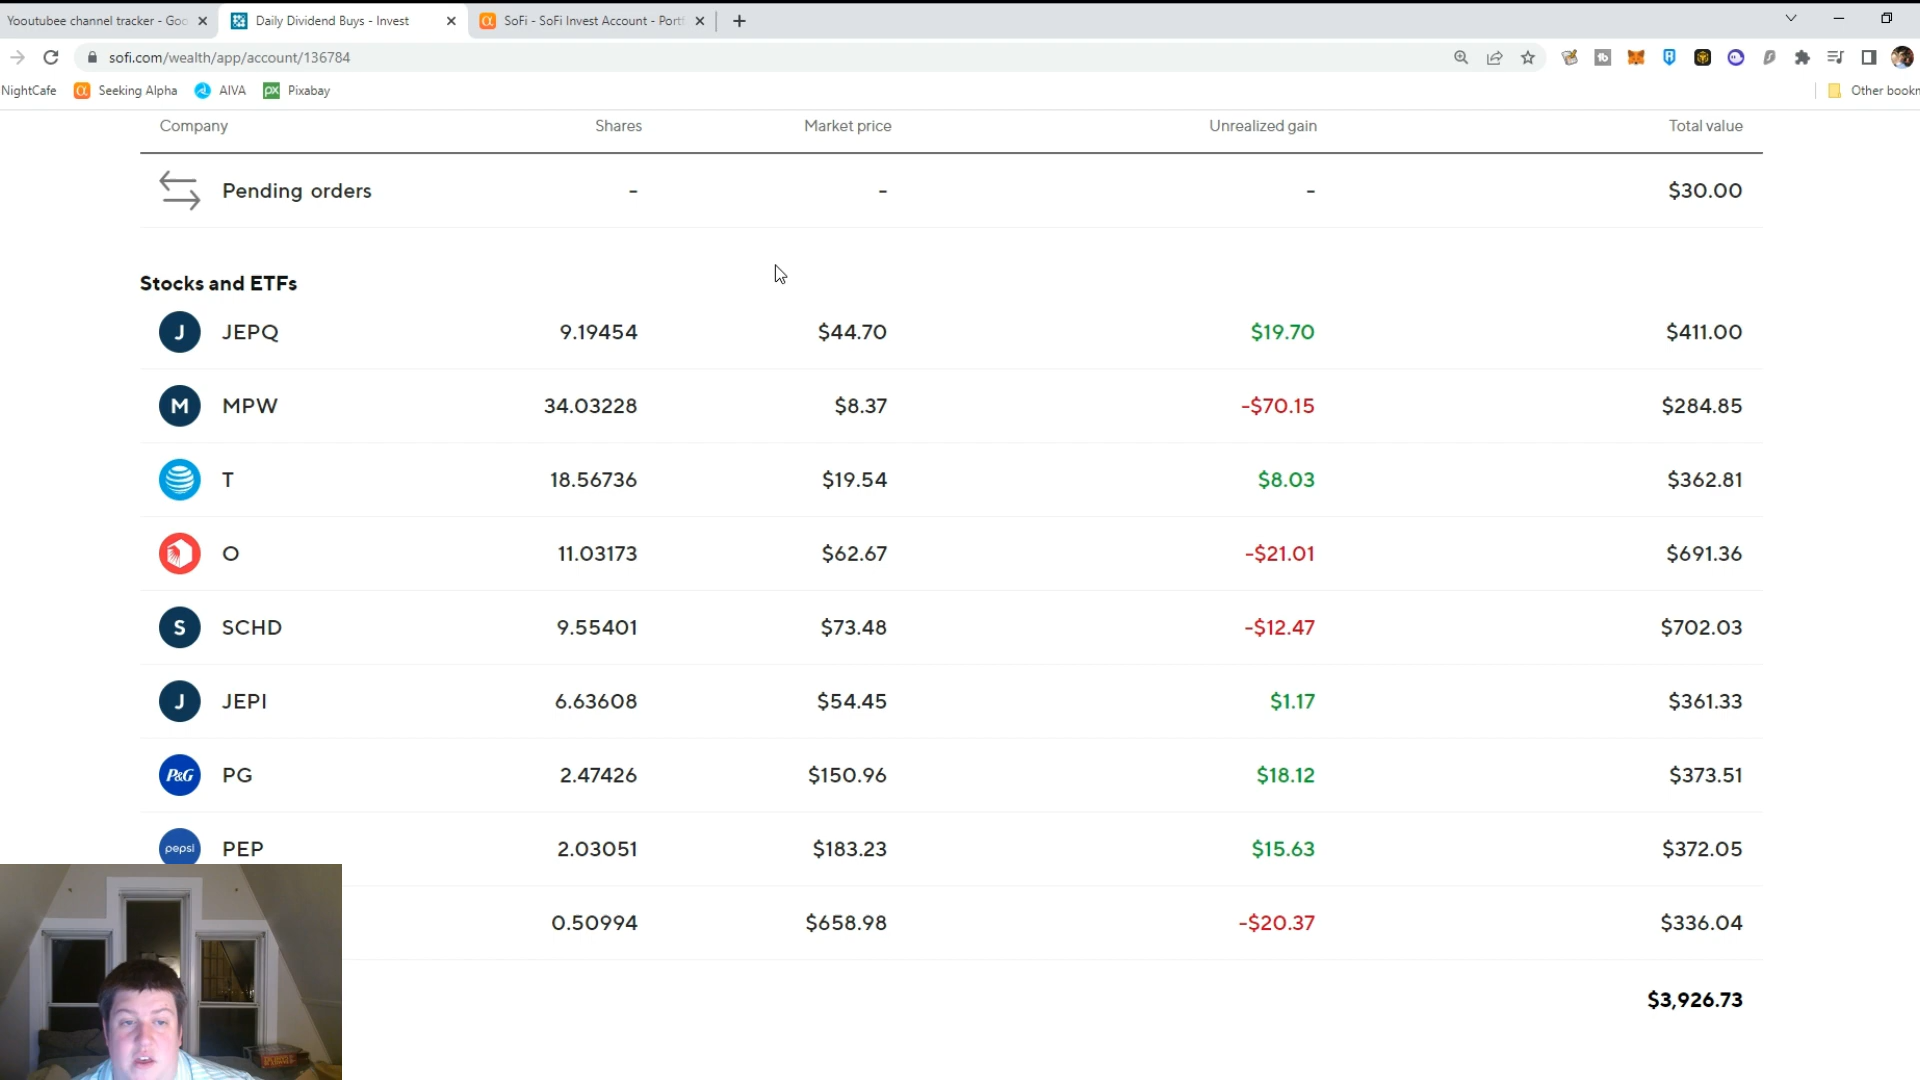 Yooutubee channel tracker - Goo
Daily Dividend Buys - Invest
SoFi - SoFi Invest Account - Portf
sofi.com/wealth/app/account/136784
NightCafe
Seeking Alpha
AIVA
px Pixabay
Other bookm
Company Shares Market price Unrealized gain Total value
Pending orders - - - $30.00
Stocks and ETFs
J JEPQ 9.19454 $44.70 $19.70 $411.00
M MPW 34.03228 $8.37 -$70.15 $284.85
T 18.56736 $19.54 $8.03 $362.81
O 11.03173 $62.67 -$21.01 $691.36
S SCHD 9.55401 $73.48 -$12.47 $702.03
J JEPI 6.63608 $54.45 $1.17 $361.33
P&G PG 2.47426 $150.96 $18.12 $373.51
pepsi PEP 2.03051 $183.23 $15.63 $372.05
0.50994 $658.98 -$20.37 $336.04
$3,926.73